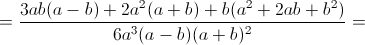 = \frac{3ab(a-b)+2a^2(a+b)+b(a^2+2ab+b^2)}{6a^3(a-b)(a+b)^2} =